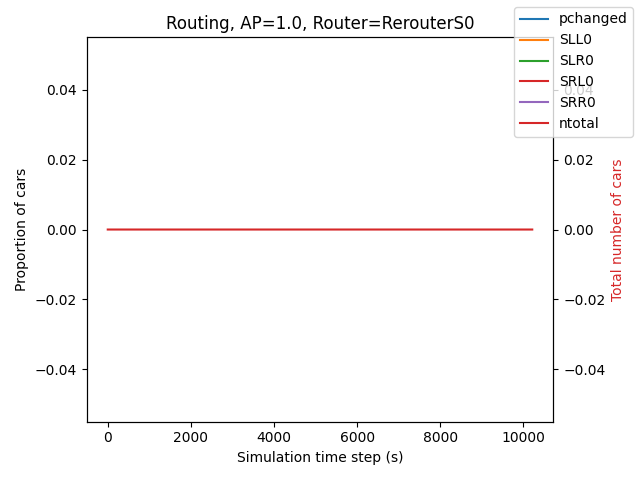 Routing, AP=1.0, Router=RerouterS0
pchanged
SLL0
SLR0
SRL0
SRR0
ntotal
Proportion of cars
0.04
0.02
0.00
−0.02
−0.04
0.04
0.02
0.00
−0.02
−0.04
Total number of cars
0 2000 4000 6000 8000 10000
Simulation time step (s)